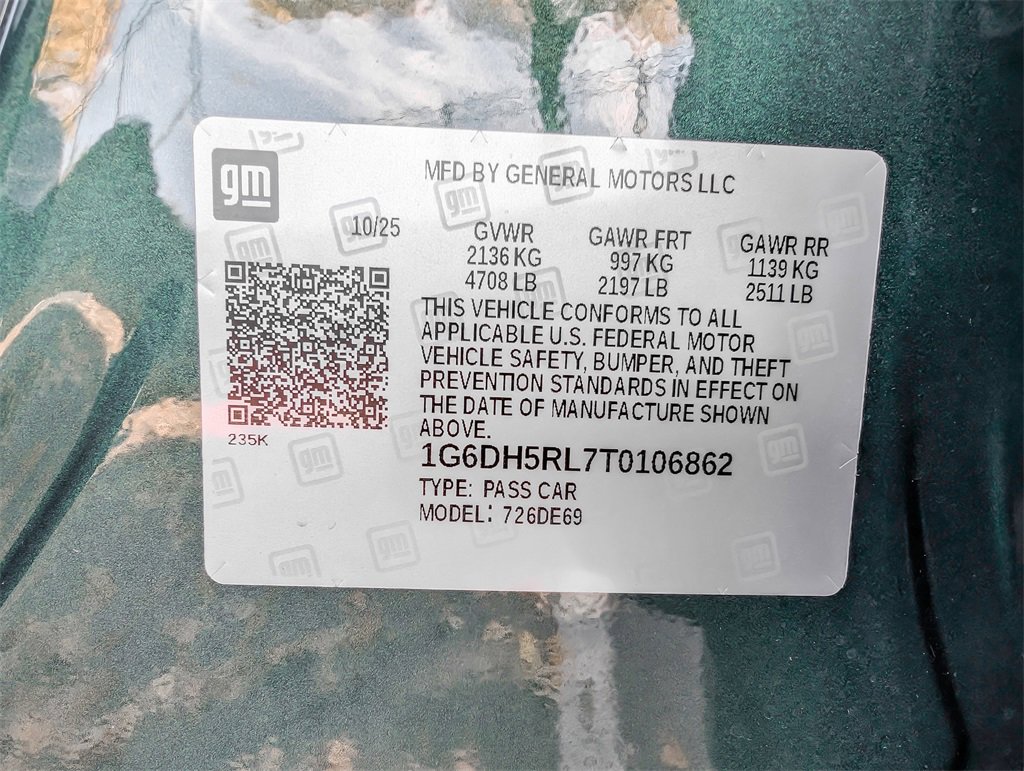 gm
MFD BY GENERAL MOTORS LLC
10/25
GVWR GAWR FRT GAWR RR
2136 KG 997 KG 1139 KG
4708 LB 2197 LB 2511 LB
THIS VEHICLE CONFORMS TO ALL
APPLICABLE U.S. FEDERAL MOTOR
VEHICLE SAFETY, BUMPER, AND THEFT
PREVENTION STANDARDS IN EFFECT ON
THE DATE OF MANUFACTURE SHOWN
ABOVE.
235K
1G6DH5RL7T0106862
TYPE: PASS CAR
MODEL: 726DE69